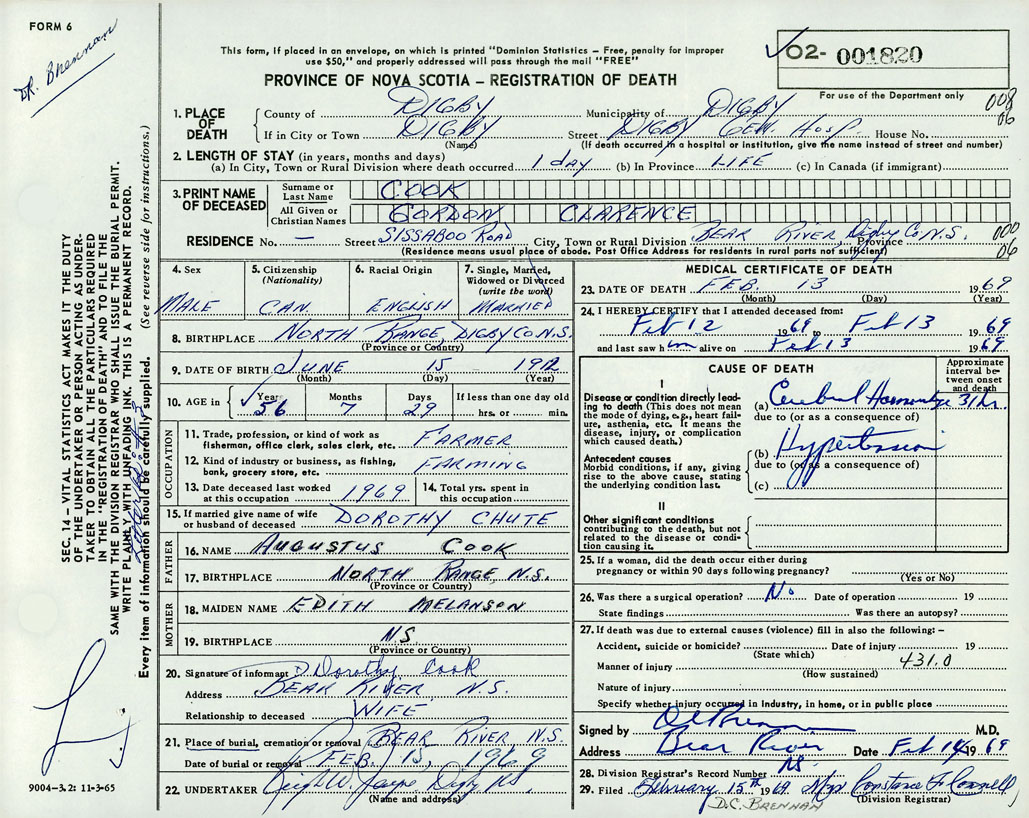 FORM 6
DR. Brennan
This form, if placed in an envelope, on which is printed "Dominion Statistics – Free, penalty for improper
use $50," and properly addressed will pass through the mail "FREE"
PROVINCE OF NOVA SCOTIA – REGISTRATION OF DEATH
✓02- 001820
For use of the Department only
008
06
1. PLACE OF DEATH
County of DIGBY Municipality of DIGBY
If in City or Town DIGBY Street DIGBY GEN. HOSP. House No.
(Name) (If death occurred in a hospital or institution, give the name instead of street and number)
2. LENGTH OF STAY (in years, months and days)
(a) In City, Town or Rural Division where death occurred 1 day (b) In Province LIFE (c) In Canada (if immigrant)
3. PRINT NAME OF DECEASED
Surname or Last Name COOK
All Given or Christian Names GORDON CLARENCE
RESIDENCE No. – Street SISSABOO ROAD City, Town or Rural Division BEAR RIVER, Digby Co. N.S. Province
000
06
(Residence means usual place of abode. Post Office Address for residents in rural parts not sufficient)
4. Sex MALE
5. Citizenship (Nationality) CAN.
6. Racial Origin ENGLISH
7. Single, Married, Widowed or Divorced (write the word) MARRIED
8. BIRTHPLACE NORTH RANGE, DIGBY CO N.S.
(Province or Country)
9. DATE OF BIRTH JUNE 15 1912
(Month) (Day) (Year)
10. AGE in Years Months Days If less than one day old
✓ 56 7 29 hrs. or min.
OCCUPATION
11. Trade, profession, or kind of work as
fisherman, office clerk, sales clerk, etc. FARMER
12. Kind of industry or business, as fishing,
bank, grocery store, etc. FARMING
13. Date deceased last worked
at this occupation 1969
14. Total yrs. spent in
this occupation
15. If married give name of wife
or husband of deceased DOROTHY CHUTE
FATHER
16. NAME AUGUSTUS COOK
17. BIRTHPLACE NORTH RANGE, N.S.
(Province or Country)
MOTHER
18. MAIDEN NAME EDITH MELANSON
19. BIRTHPLACE N.S.
(Province or Country)
20. Signature of informant D. Dorothy Cook
Address BEAR RIVER, N.S.
Relationship to deceased WIFE
21. Place of burial, cremation or removal BEAR RIVER N.S.
Date of burial or removal FEB. 15, 1969
22. UNDERTAKER Digby NS
(Name and address)
MEDICAL CERTIFICATE OF DEATH
23. DATE OF DEATH FEB. 13 1969
(Month) (Day) (Year)
24. I HEREBY CERTIFY that I attended deceased from:
Feb 12 1969 to Feb 13 1969
and last saw him alive on Feb 13 1969
CAUSE OF DEATH
Approximate interval between onset and death
I
Disease or condition directly leading to death (This does not mean the mode of dying, e.g., heart failure, asthenia, etc. It means the disease, injury, or complication which caused death.)
(a) Cerebral Hemorrhage 31 hr.
due to (or as a consequence of)
Antecedent causes
Morbid conditions, if any, giving rise to the above cause, stating the underlying condition last.
(b) Hypertension
due to (or as a consequence of)
(c)
II
Other significant conditions
contributing to the death, but not related to the disease or condition causing it.
25. If a woman, did the death occur either during
pregnancy or within 90 days following pregnancy?
(Yes or No)
26. Was there a surgical operation? No Date of operation 19
State findings Was there an autopsy?
27. If death was due to external causes (violence) fill in also the following: –
Accident, suicide or homicide? Date of injury 19
(State which)
Manner of injury 431.0
(How sustained)
Nature of injury
Specify whether injury occurred in industry, in home, or in public place
Signed by Brennan M.D.
Address Bear River NS Date Feb 14 1969
28. Division Registrar's Record Number
29. Filed February 15th 1969 Mrs Constance
D.C. BRENNAN (Division Registrar)
SEC. 14 – VITAL STATISTICS ACT MAKES IT THE DUTY
OF THE UNDERTAKER OR PERSON ACTING AS UNDER-
TAKER TO OBTAIN ALL THE PARTICULARS REQUIRED
IN THE "REGISTRATION OF DEATH" AND TO FILE THE
SAME WITH THE DIVISION REGISTRAR WHO SHALL ISSUE THE BURIAL PERMIT.
WRITE PLAINLY WITH UNFADING INK. THIS IS A PERMANENT RECORD.
Every item of information should be carefully supplied. (See reverse side for instructions.)
9004-3.2: 11-3-65